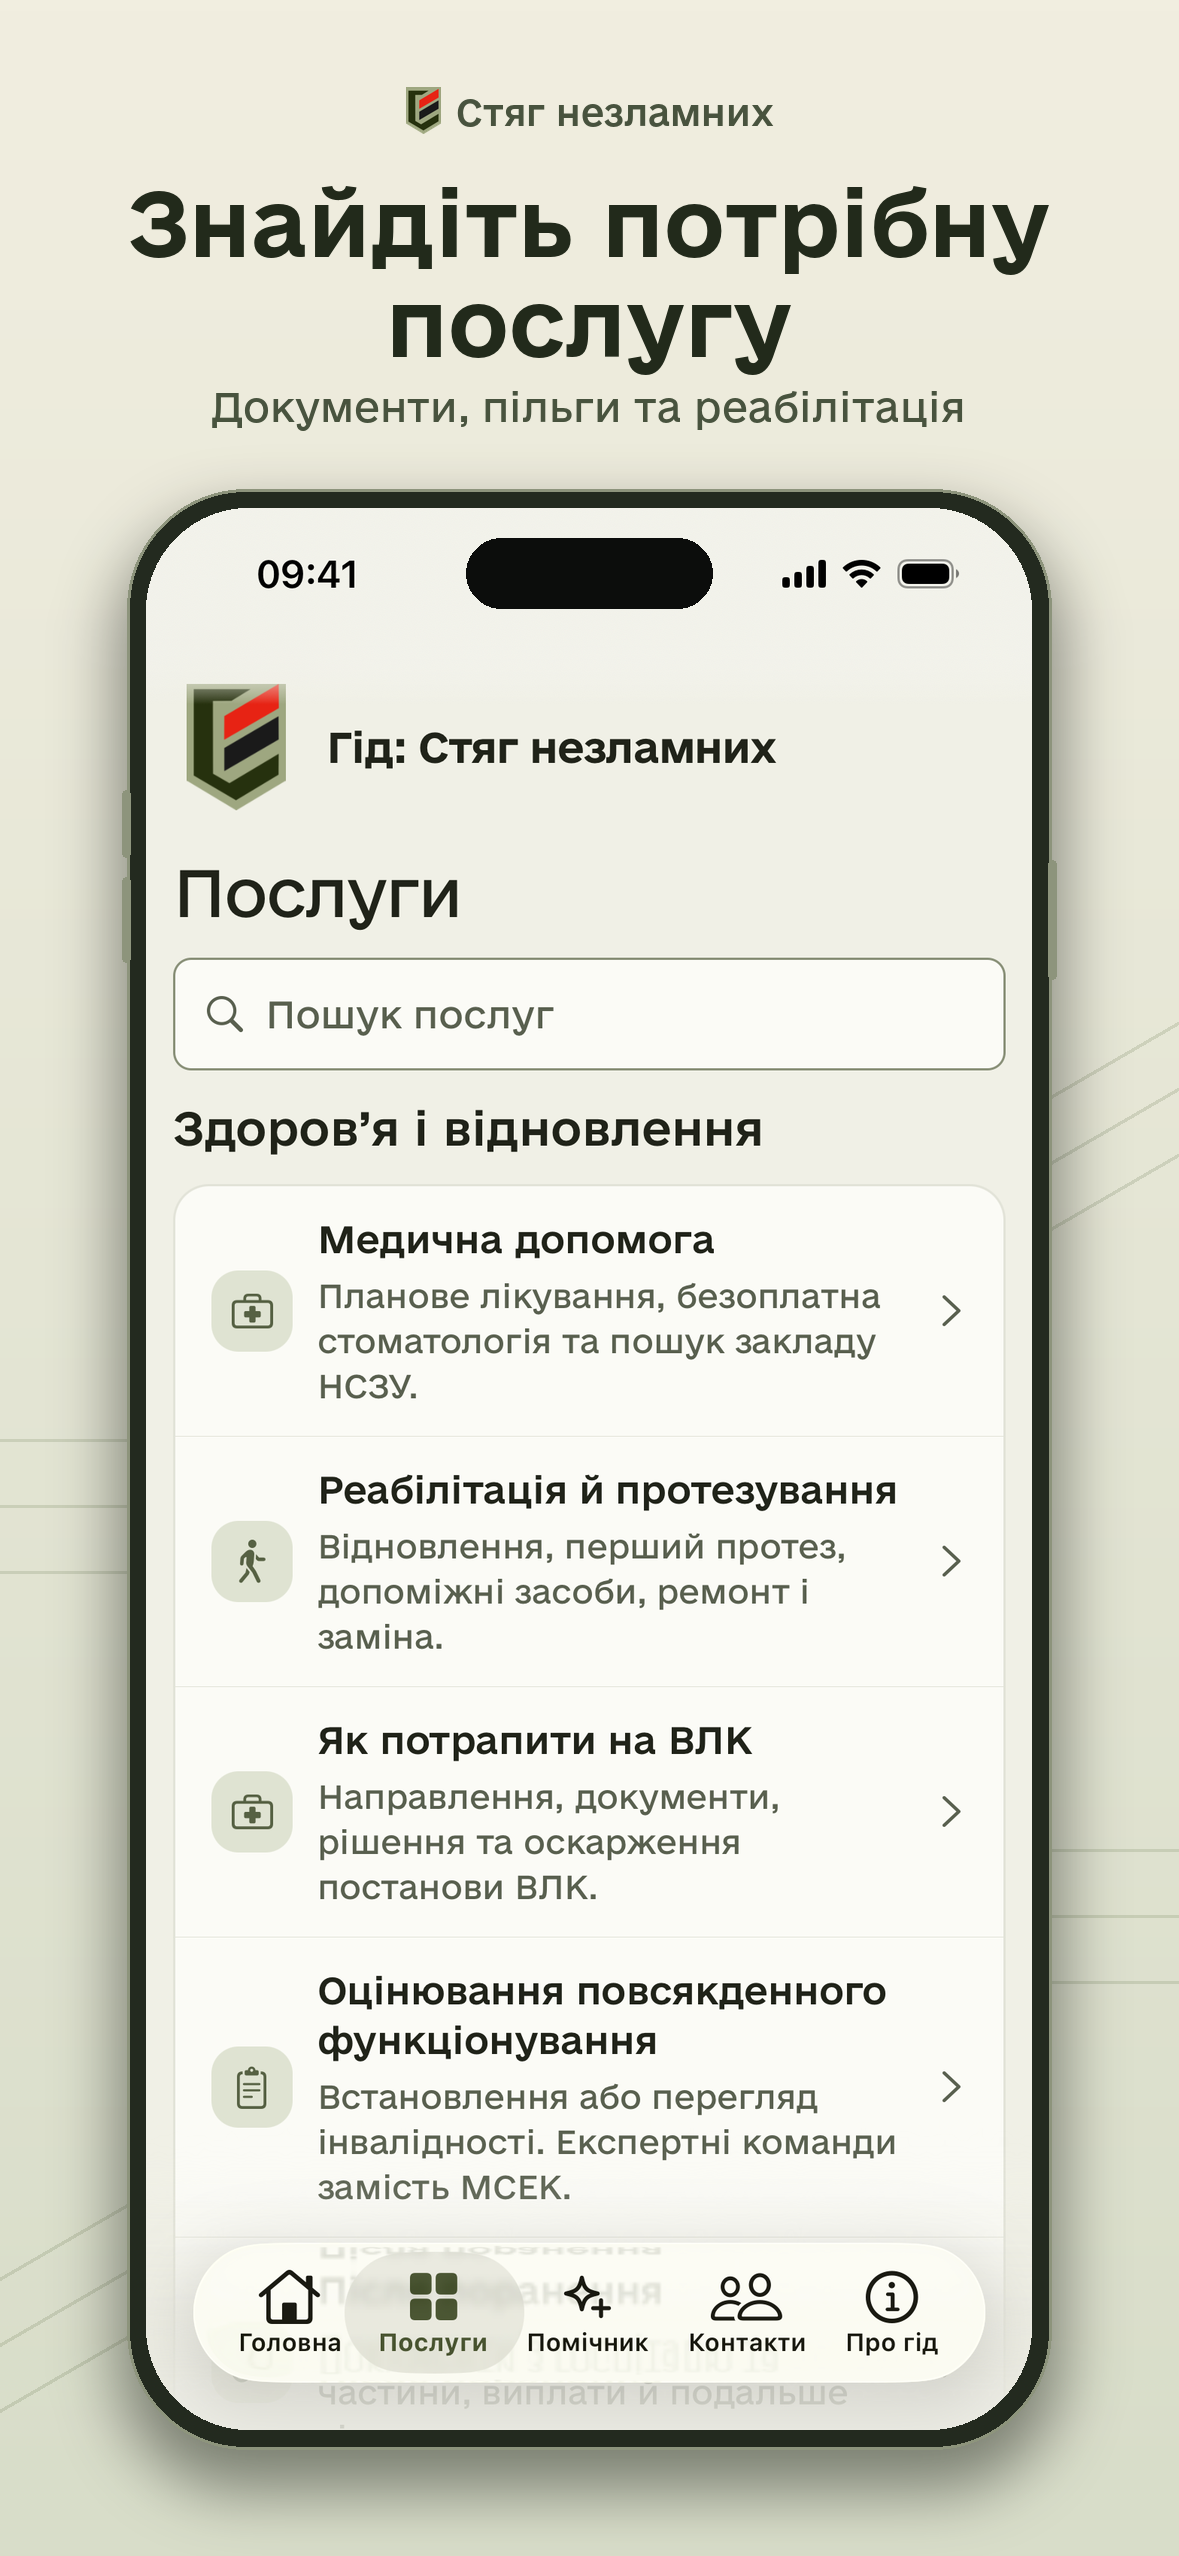 Стяг незламних
Знайдіть потрібну
послугу
Документи, пільги та реабілітація
09:41
Гід: Стяг незламних
Послуги
Пошук послуг
Здоров’я і відновлення
Медична допомога
Планове лікування, безоплатна
стоматологія та пошук закладу
НСЗУ.
Реабілітація й протезування
Відновлення, перший протез,
допоміжні засоби, ремонт і
заміна.
Як потрапити на ВЛК
Направлення, документи,
рішення та оскарження
постанови ВЛК.
Оцінювання повсякденного
функціонування
Встановлення або перегляд
інвалідності. Експертні команди
замість МСЕК.
Після поранення
частини, виплати й подальше
Головна
Послуги
Помічник
Контакти
Про гід